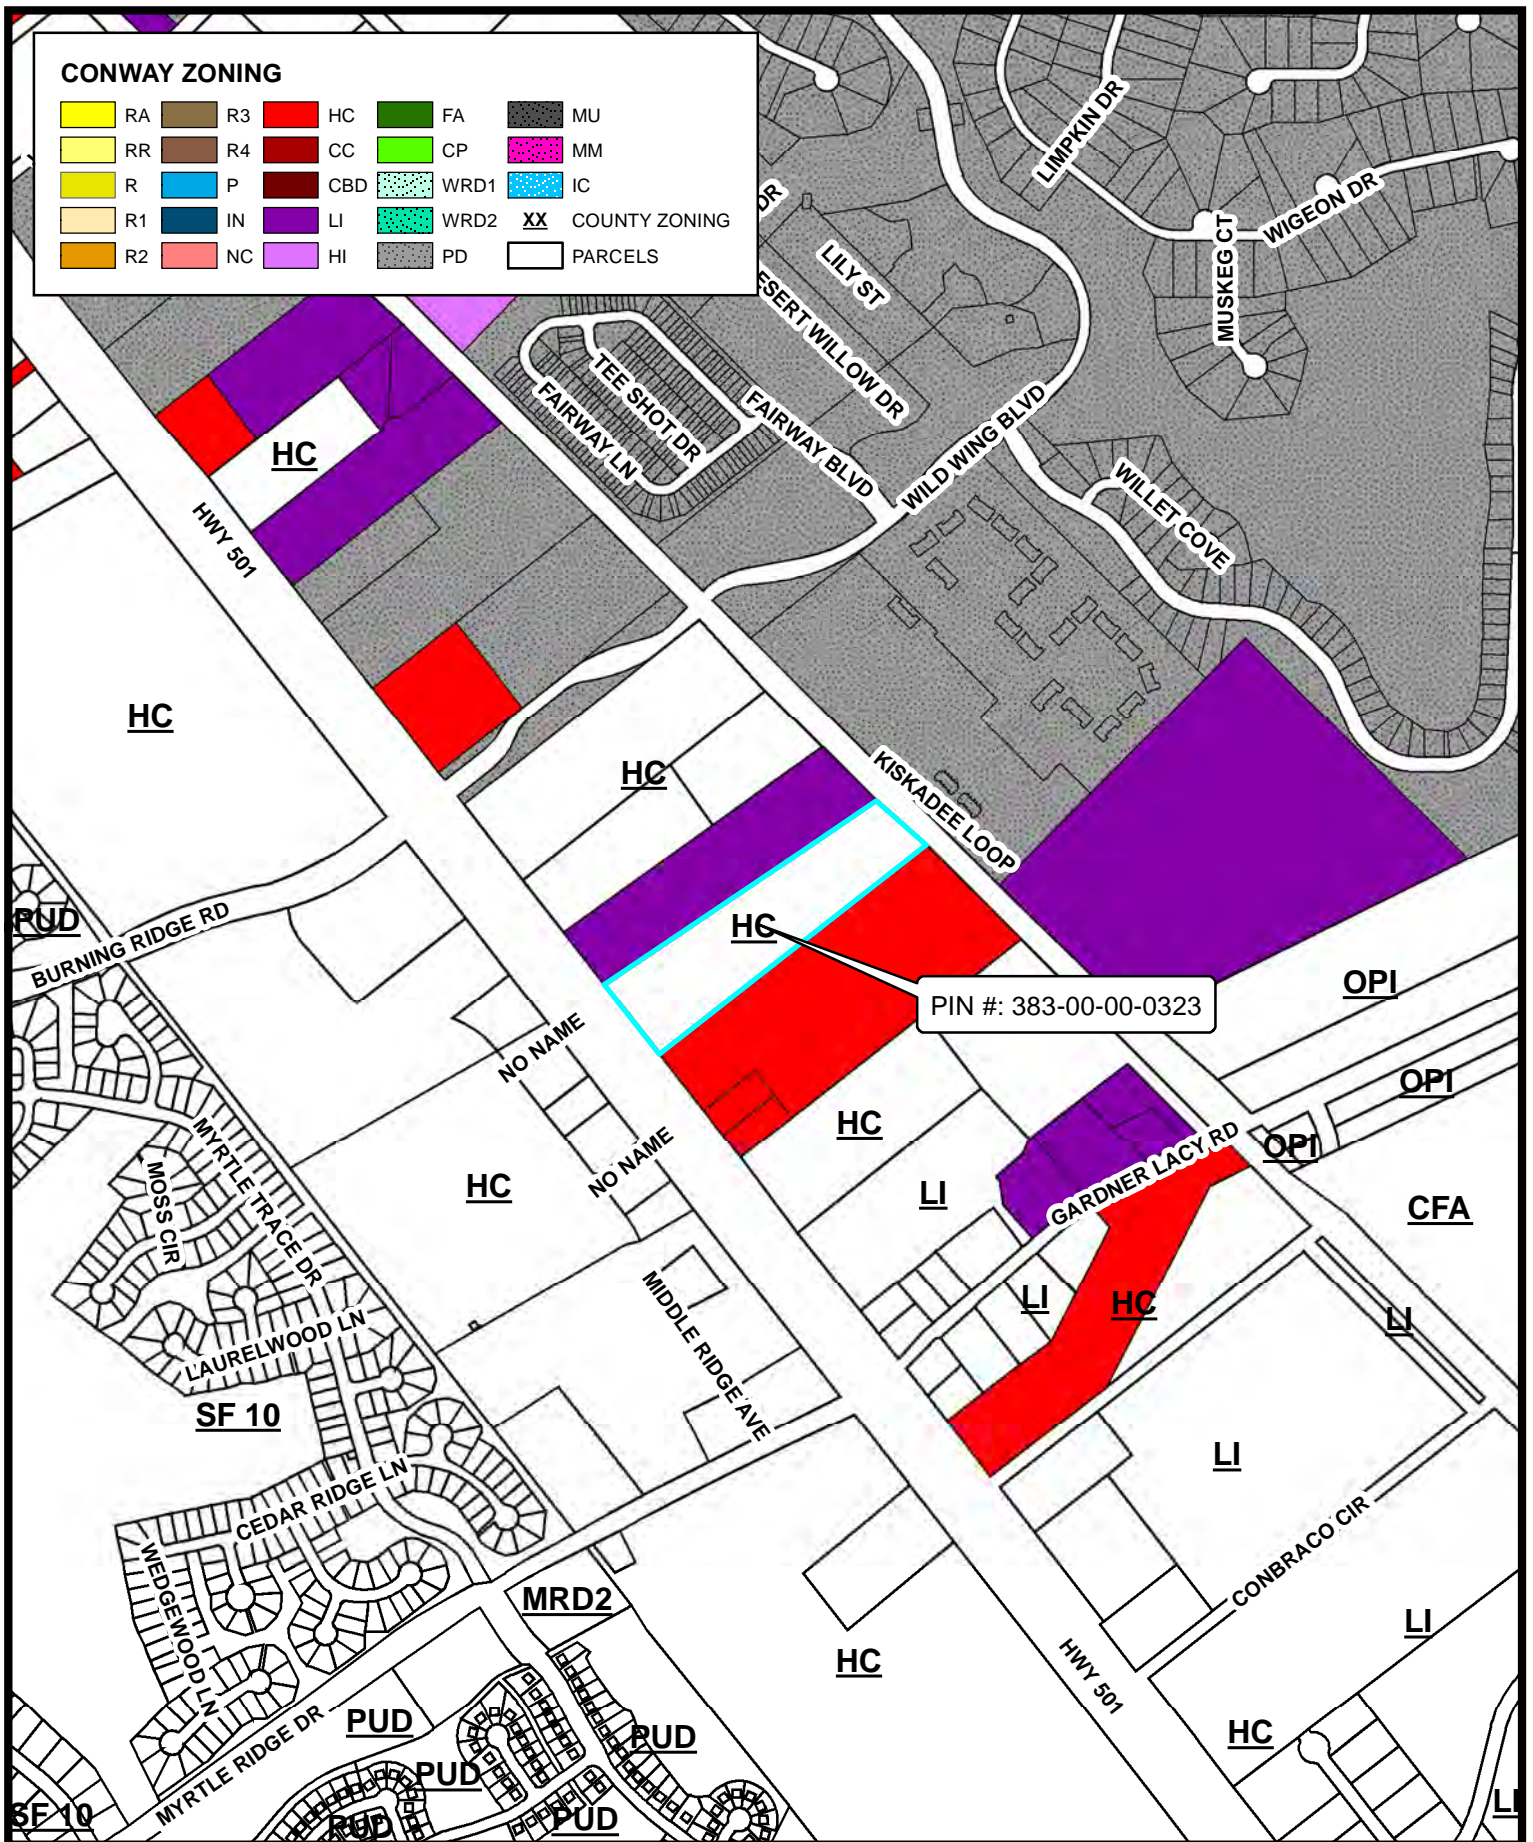 CONWAY ZONING
RA
R3
HC
FA
MU
RR
R4
CC
CP
MM
R
P
CBD
WRD1
IC
R1
IN
LI
WRD2
XX
COUNTY ZONING
R2
NC
HI
PD
PARCELS
LIMPKIN DR
WIGEON DR
MUSKEG CT
DR
LILY ST
ESERT WILLOW DR
TEE SHOT DR
FAIRWAY LN
FAIRWAY BLVD
WILD WING BLVD
WILLET COVE
HC
HWY 501
HC
HC
KISKADEE LOOP
PUD
BURNING RIDGE RD
HC
PIN #: 383-00-00-0323
OPI
NO NAME
OPI
HC
NO NAME
OPI
MYRTLE TRACE DR
MOSS CIR
HC
LI
GARDNER LACY RD
CFA
LI
HC
LI
MIDDLE RIDGE AVE
LAURELWOOD LN
SF 10
LI
CEDAR RIDGE LN
WEDGEWOOD LN
CONBRACO CIR
MRD2
LI
HC
HWY 501
MYRTLE RIDGE DR
PUD
PUD
HC
PUD
SF 10
PUD
PUD
LI